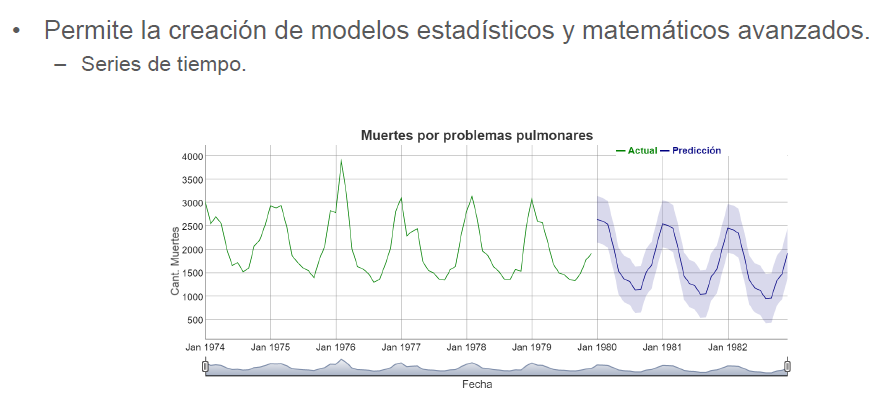 • Permite la creación de modelos estadísticos y matemáticos avanzados.
– Series de tiempo.
Muertes por problemas pulmonares
Actual Predicción
4000
3500
3000
2500
2000
1500
1000
500
Cant. Muertes
Jan 1974 Jan 1975 Jan 1976 Jan 1977 Jan 1978 Jan 1979 Jan 1980 Jan 1981 Jan 1982
Fecha